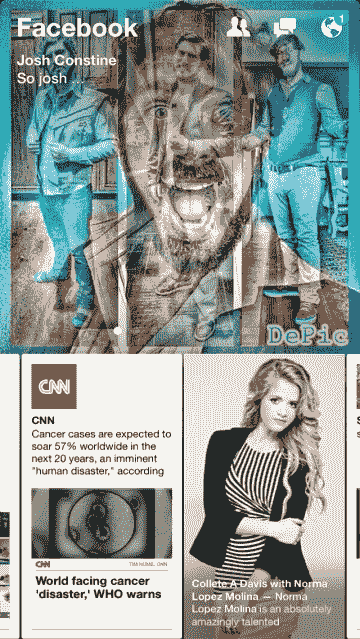 Facebook
1
Josh Constine
So josh ...
DePic
CNN
CNN
Cancer cases are expected to
soar 57% worldwide in the
next 20 years, an imminent
"human disaster," according
CNN
World facing cancer
'disaster,' WHO warns
Collete A Davis with Norma
Lopez Molina — Norma
Lopez Molina is an absolutely
amazingly talented